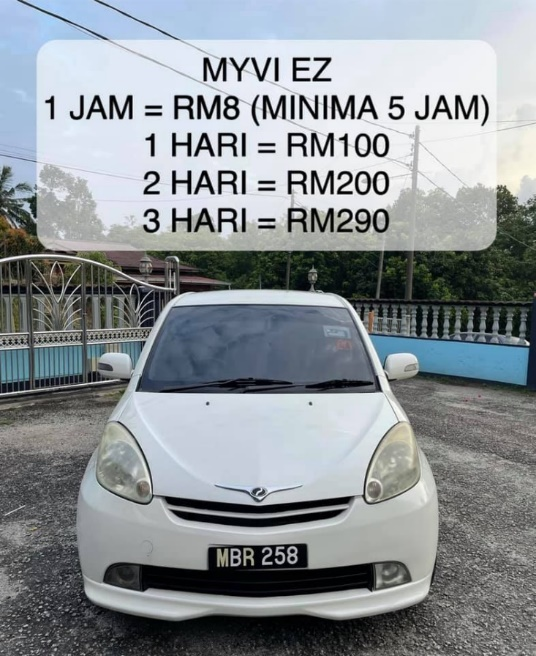 MYVI EZ
1 JAM = RM8 (MINIMA 5 JAM)
1 HARI = RM100
2 HARI = RM200
3 HARI = RM290
MBR 258